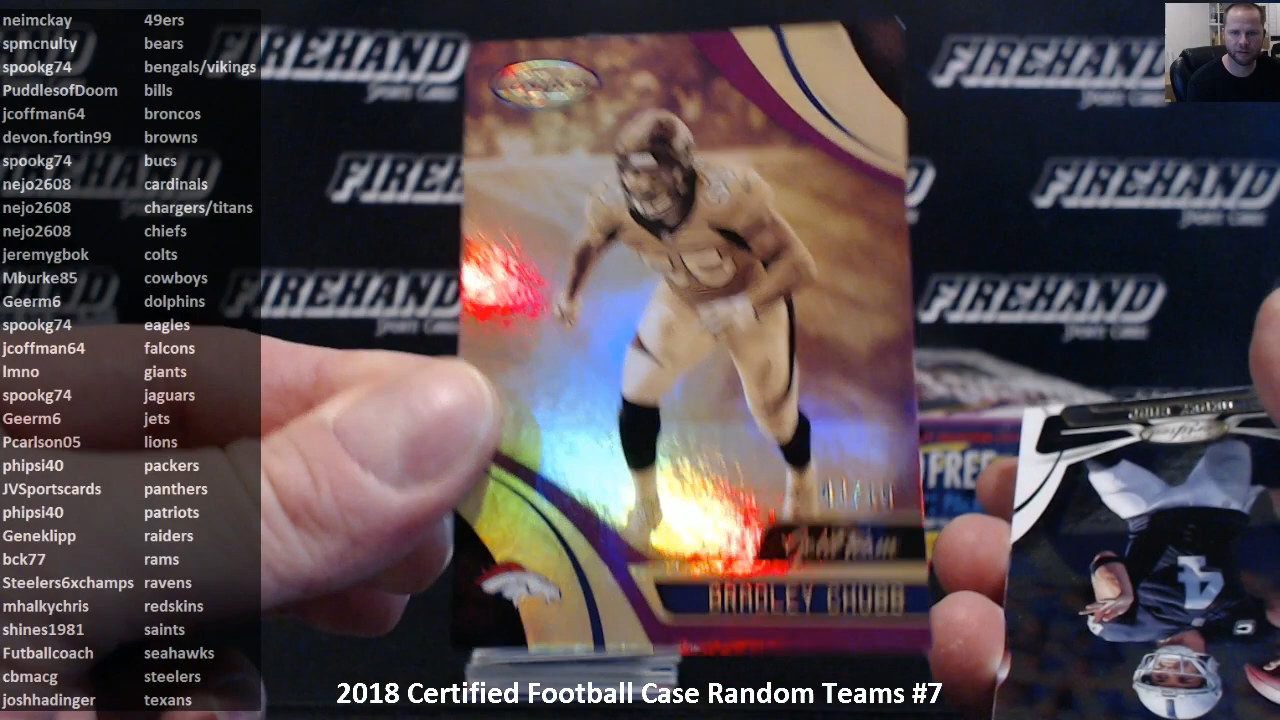 neimckay 49ers
spmcnulty bears
spookg74 bengals/vikings
PuddlesofDoom bills
jcoffman64 broncos
devon.fortin99 browns
spookg74 bucs
nejo2608 cardinals
nejo2608 chargers/titans
nejo2608 chiefs
jeremygbok colts
Mburke85 cowboys
Geerm6 dolphins
spookg74 eagles
jcoffman64 falcons
lmno giants
spookg74 jaguars
Geerm6 jets
Pcarlson05 lions
phipsi40 packers
JVSportscards panthers
phipsi40 patriots
Geneklipp raiders
bck77 rams
Steelers6xchamps ravens
mhalkychris redskins
shines1981 saints
Futballcoach seahawks
cbmacg steelers
joshhadinger texans
FIREHAND
FIREHAND
FIREHAND
FIREHAND
FIREHAND
BRADLEY CHUBB
FREE
4
2018 Certified Football Case Random Teams #7